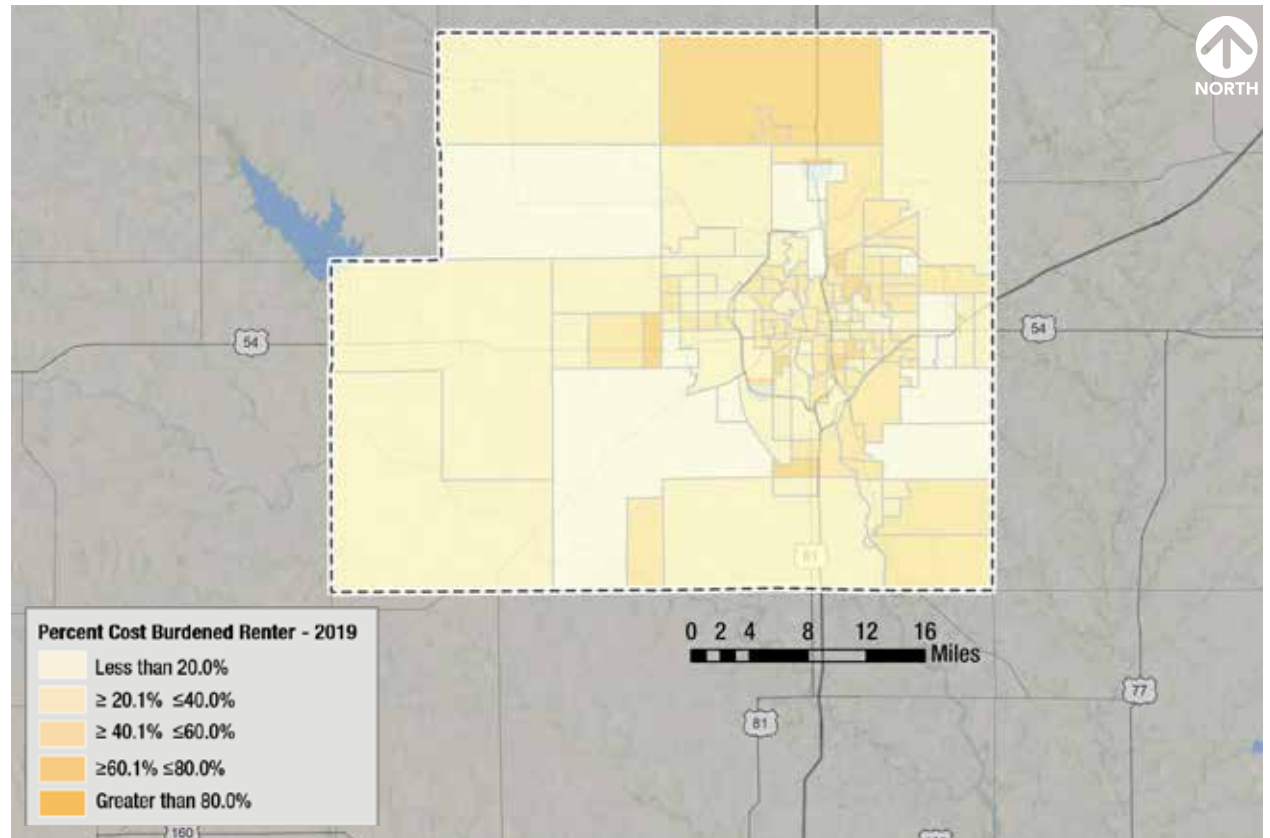 NORTH
54
54
81
0 2 4 8 12 16
Miles
Percent Cost Burdened Renter - 2019
Less than 20.0%
≥ 20.1% ≤40.0%
≥ 40.1% ≤60.0%
≥60.1% ≤80.0%
Greater than 80.0%
77
81
160